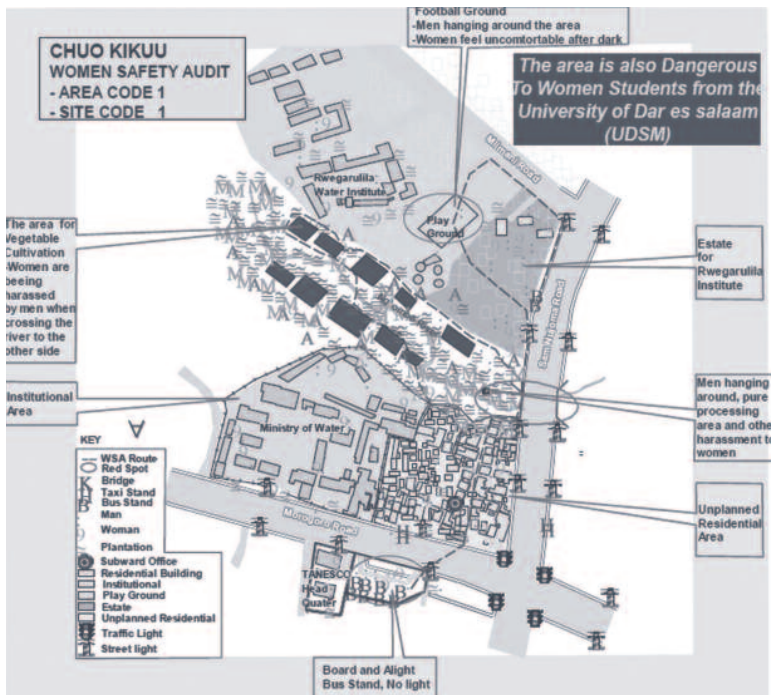 Football Ground
-Men hanging around the area
-Women feel uncomtortable after dark
CHUO KIKUU
WOMEN SAFETY AUDIT
- AREA CODE 1
- SITE CODE 1
The area is also Dangerous
To Women Students from the
University of Dar es salaam
(UDSM)
Rwegarulila
Water Institute
Play
Ground
The area for
Vegetable
Cultivation
-Women are
beeing
harassed
by men when
crossing the
river to the
other side
Estate
for
Rwegarulila
Institute
Institutional
Area
Ministry of Water
Men hanging
around, pure
processing
area and other
harassment to
women
Unplanned
Residential
Area
Morogoro Road
TANESCO
Head
Quater
Board and Alight
Bus Stand, No light
KEY
WSA Route
Red Spot
Bridge
Taxi Stand
Bus Stand
Man
Woman
Plantation
Subward Office
Residential Building
Institutional
Play Ground
Estate
Unplanned Residential
Traffic Light
Street light